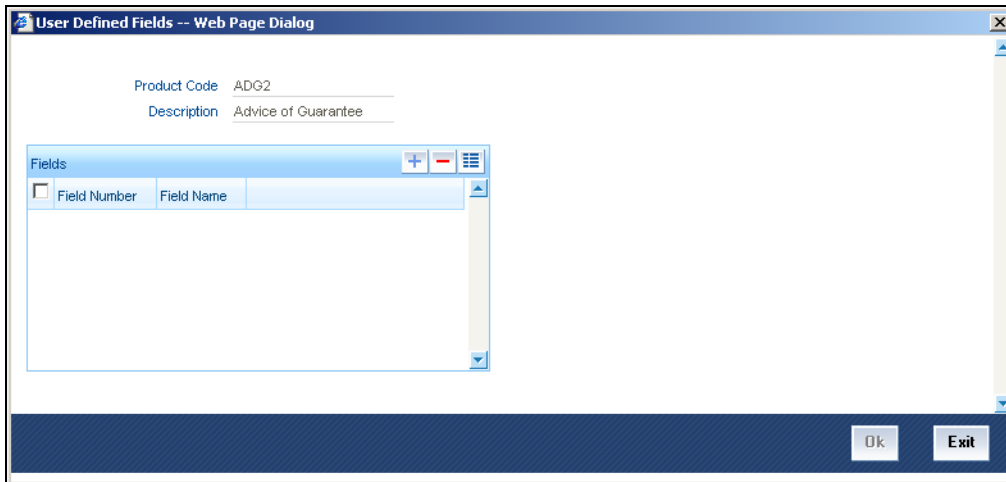 User Defined Fields -- Web Page Dialog
Product Code ADG2
Description Advice of Guarantee
Fields
Field Number Field Name
Ok Exit